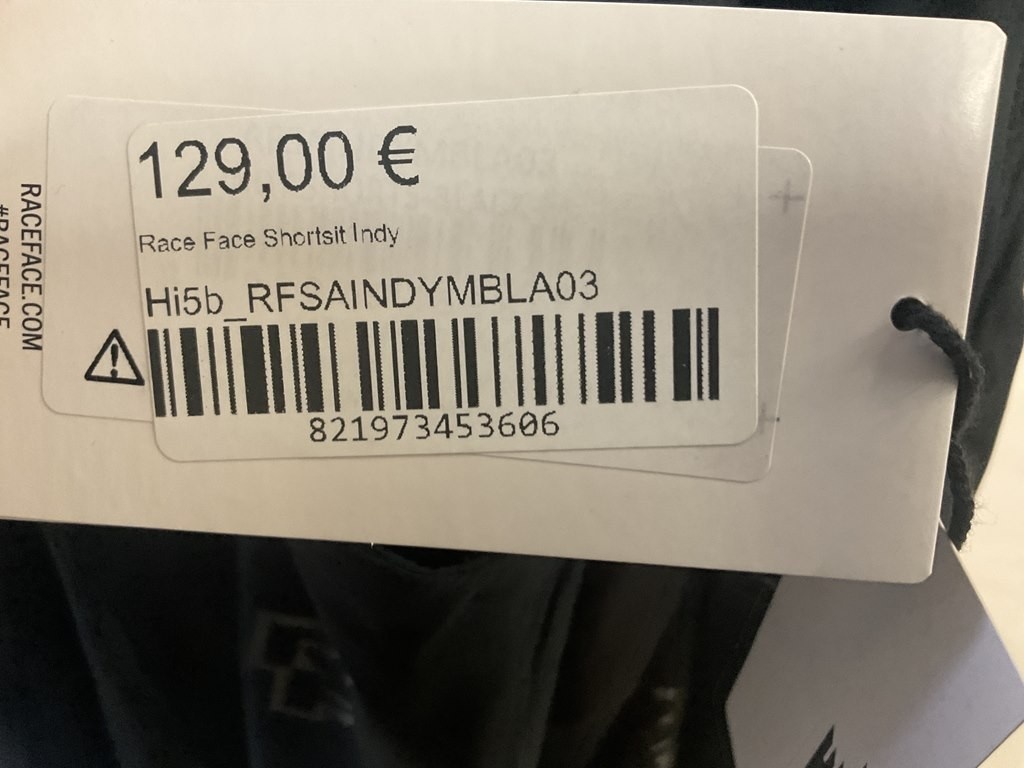 129,00 €
Race Face Shortsit Indy
Hi5b_RFSAINDYMBLA03
821973453606
RACEFACE.COM
#RACEFACE